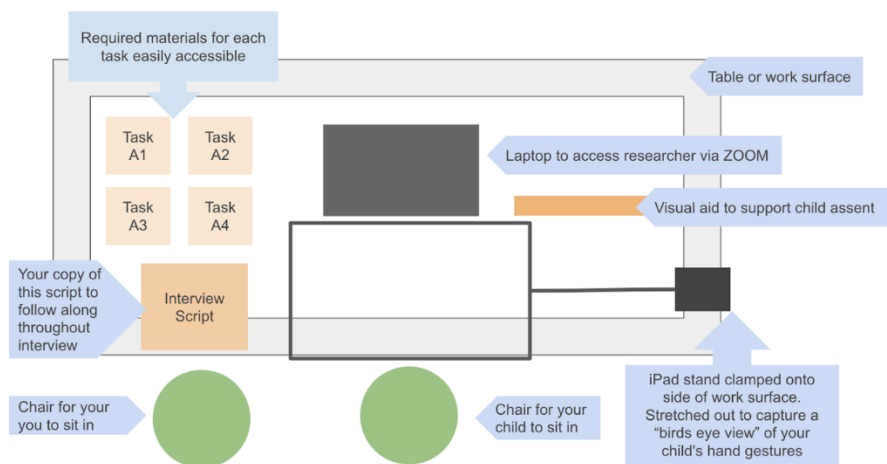 Required materials for each
task easily accessible
Table or work surface
Task
A1
Task
A2
Laptop to access researcher via ZOOM
Task
A3
Task
A4
Visual aid to support child assent
Your copy of
this script to
follow along
throughout
interview
Interview
Script
iPad stand clamped onto
side of work surface.
Stretched out to capture a
“birds eye view” of your
child's hand gestures
Chair for your
you to sit in
Chair for your
child to sit in